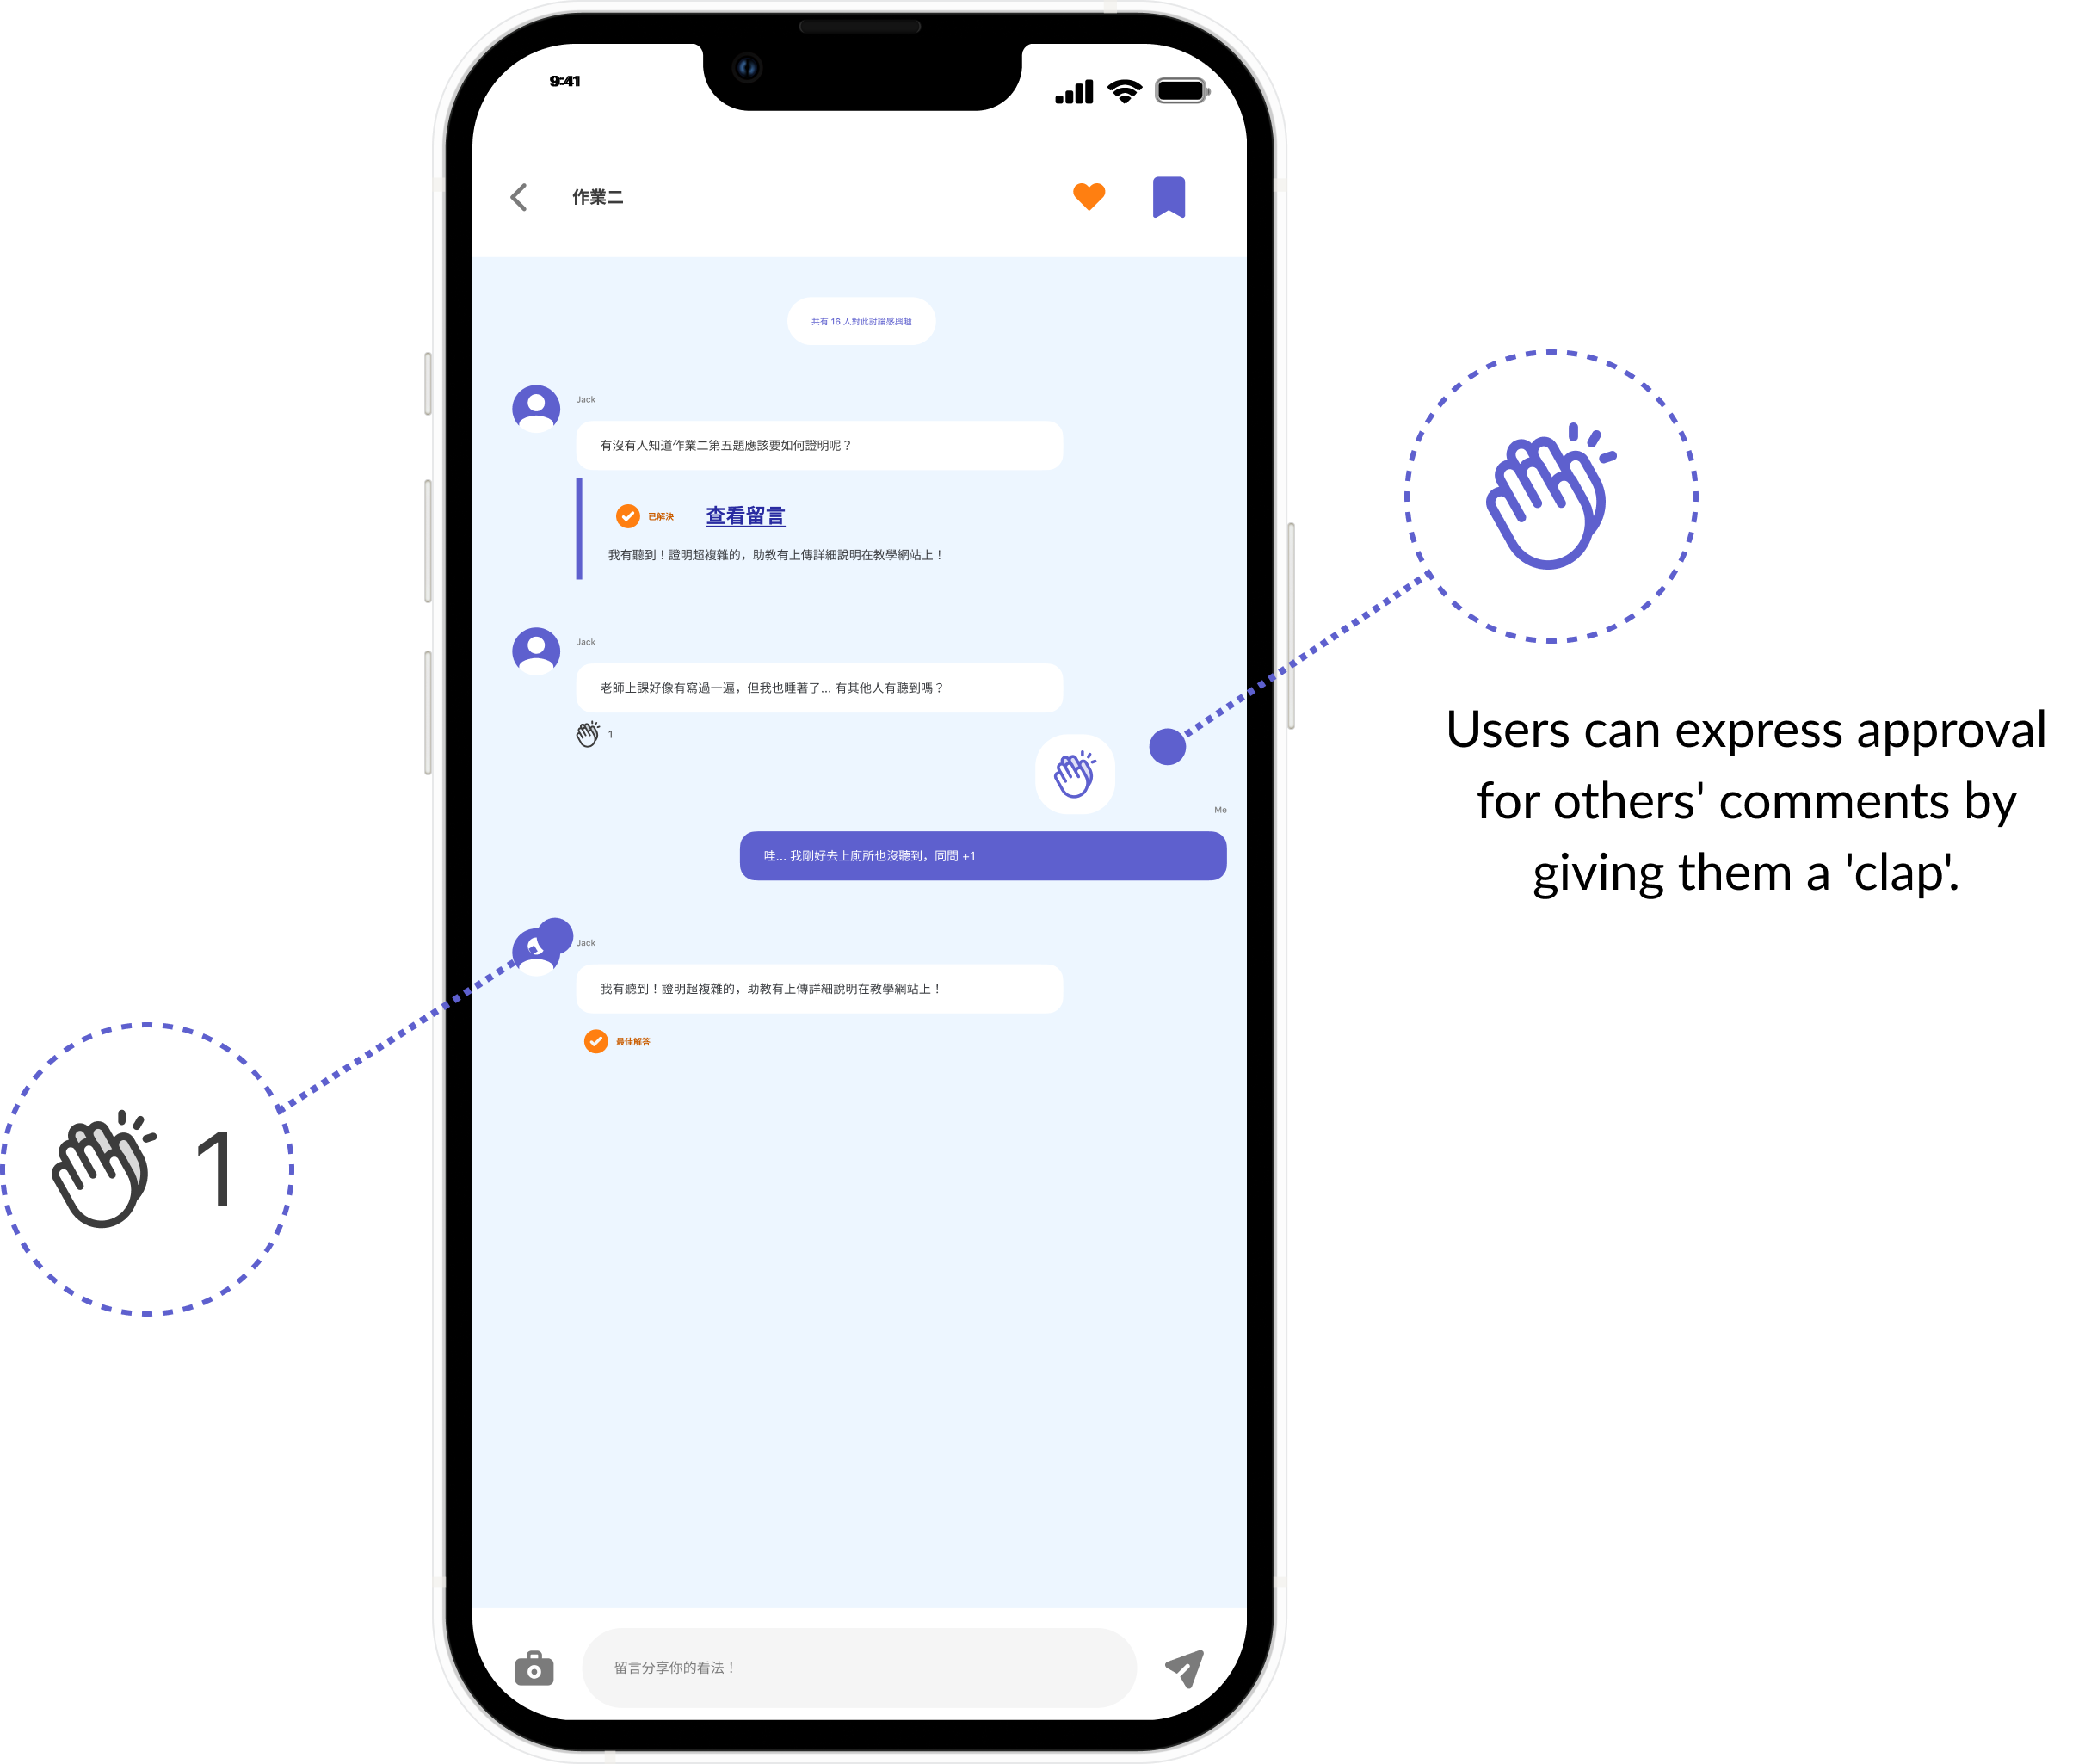 9:41
作業二
共有 16 人對此討論感興趣
Jack
有沒有人知道作業二第五題應該要如何證明呢？
已解決 查看留言
我有聽到！證明超複雜的，助教有上傳詳細說明在教學網站上！
Jack
老師上課好像有寫過一遍，但我也睡著了... 有其他人有聽到嗎？
1
Me
哇... 我剛好去上廁所也沒聽到，同問 +1
Jack
我有聽到！證明超複雜的，助教有上傳詳細說明在教學網站上！
最佳解答
留言分享你的看法！
1
Users can express approval
for others' comments by
giving them a 'clap'.